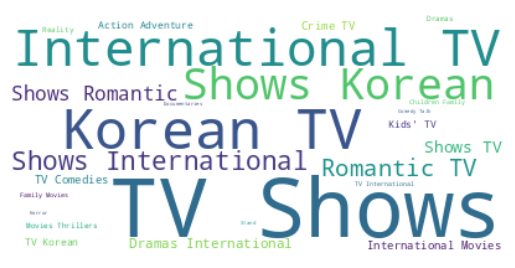 Reality
Action Adventure
Crime TV
Dramas
International TV
Shows Romantic
Shows Korean
Documentaries
Children Family
Comedy Talk
Korean TV
Kids' TV
Shows TV
Shows International
Romantic TV
TV Comedies
TV Shows
TV International
Family Movies
Horror
Movies Thrillers
Stand
TV Korean
Dramas International
International Movies